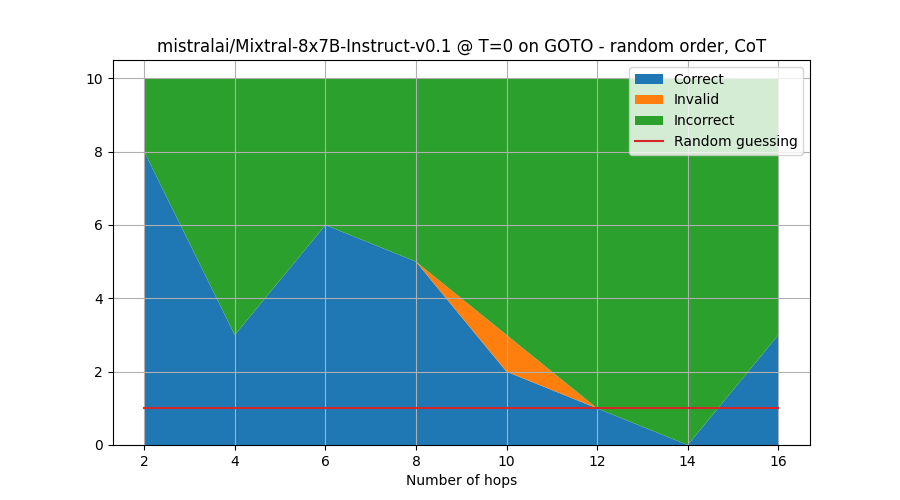 mistralai/Mixtral-8x7B-Instruct-v0.1 @ T=0 on GOTO - random order, CoT
Correct
Invalid
Incorrect
Random guessing
10
8
6
4
2
0
2 4 6 8 10 12 14 16
Number of hops